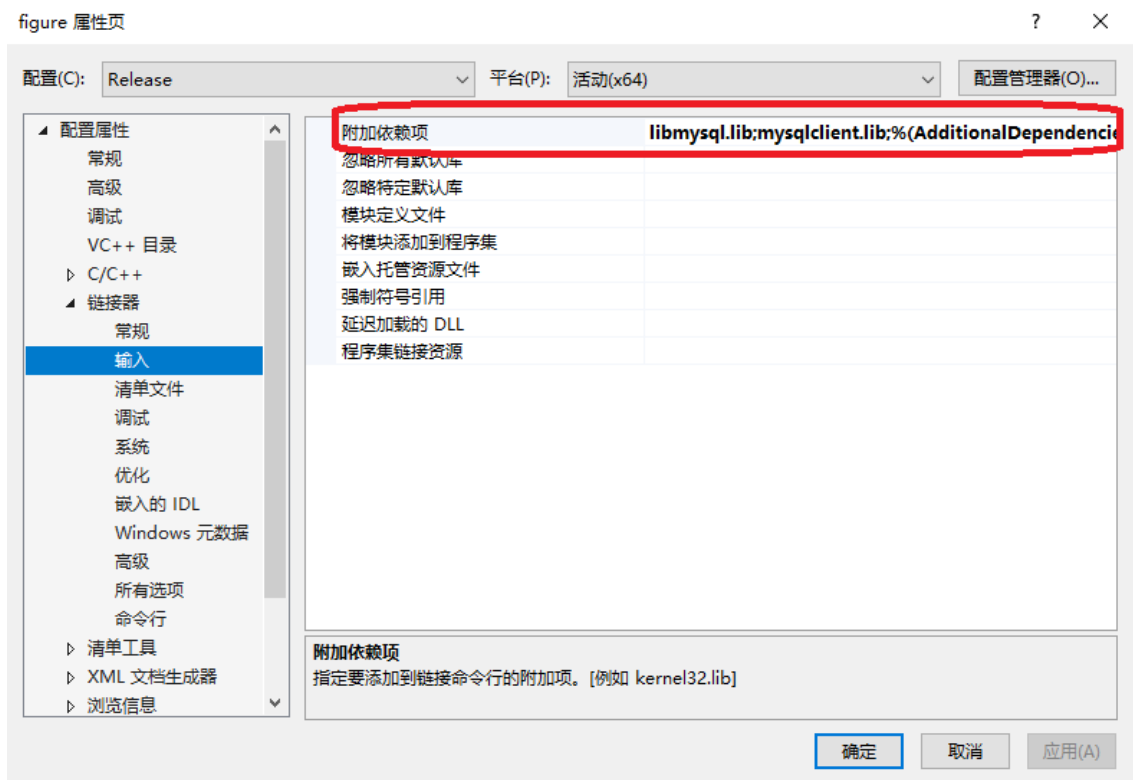 figure 属性页
配置(C): Release 平台(P): 活动(x64) 配置管理器(O)...
配置属性
常规
高级
调试
VC++ 目录
C/C++
链接器
常规
输入
清单文件
调试
系统
优化
嵌入的 IDL
Windows 元数据
高级
所有选项
命令行
清单工具
XML 文档生成器
浏览信息
附加依赖项 libmysql.lib;mysqlclient.lib;%(AdditionalDependencie
忽略所有默认库
忽略特定默认库
模块定义文件
将模块添加到程序集
嵌入托管资源文件
强制符号引用
延迟加载的 DLL
程序集链接资源
附加依赖项
指定要添加到链接命令行的附加项。[例如 kernel32.lib]
确定 取消 应用(A)